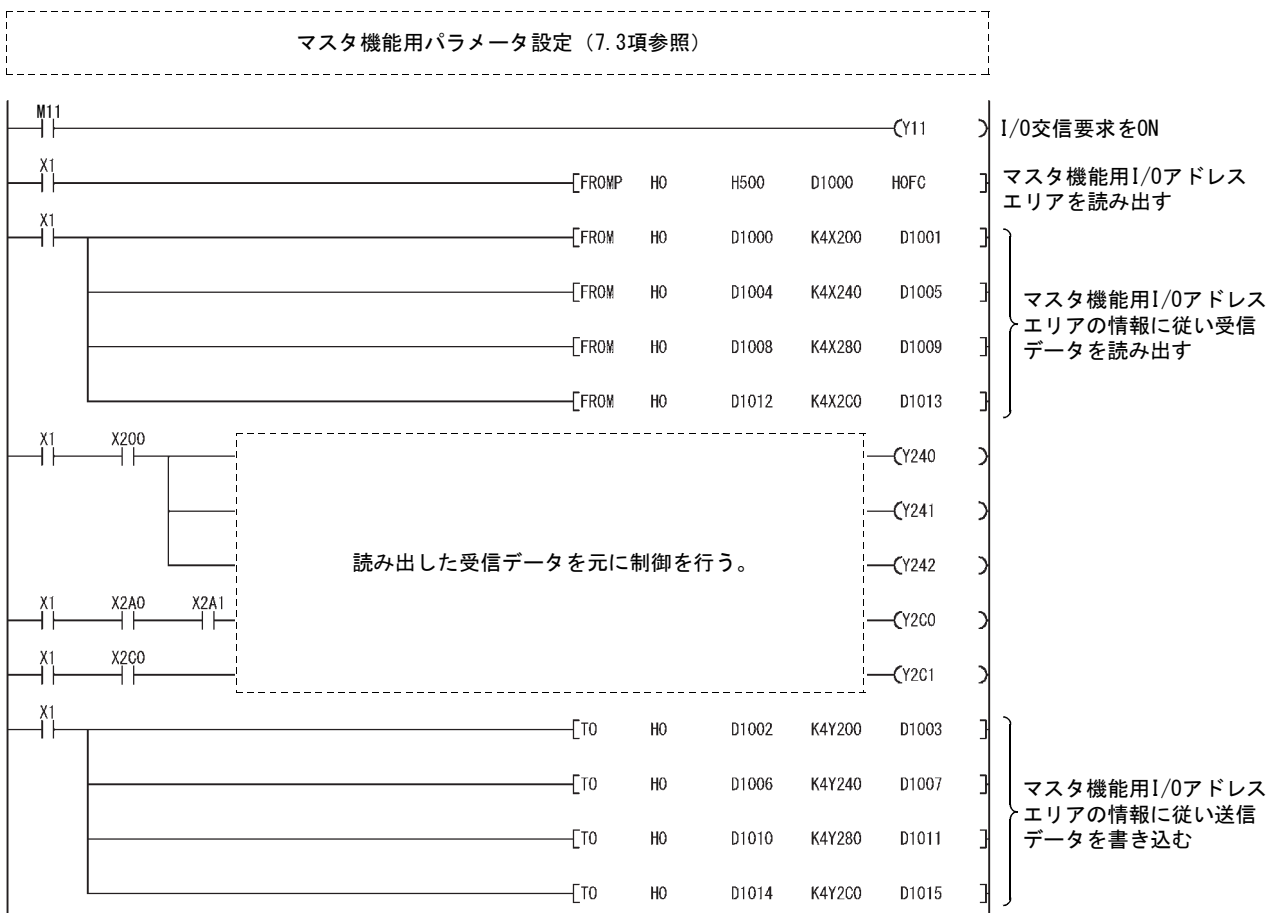 マスタ機能用パラメータ設定（7.3項参照）
M11
Y11
I/O交信要求をON
X1
FROMP H0 H500 D1000 H0FC
マスタ機能用I/Oアドレス
エリアを読み出す
X1
FROM H0 D1000 K4X200 D1001
FROM H0 D1004 K4X240 D1005
FROM H0 D1008 K4X280 D1009
FROM H0 D1012 K4X2C0 D1013
マスタ機能用I/Oアドレス
エリアの情報に従い受信
データを読み出す
X1 X200
Y240
Y241
読み出した受信データを元に制御を行う。
Y242
X1 X2A0 X2A1
Y2C0
X1 X2C0
Y2C1
X1
TO H0 D1002 K4Y200 D1003
TO H0 D1006 K4Y240 D1007
TO H0 D1010 K4Y280 D1011
TO H0 D1014 K4Y2C0 D1015
マスタ機能用I/Oアドレス
エリアの情報に従い送信
データを書き込む